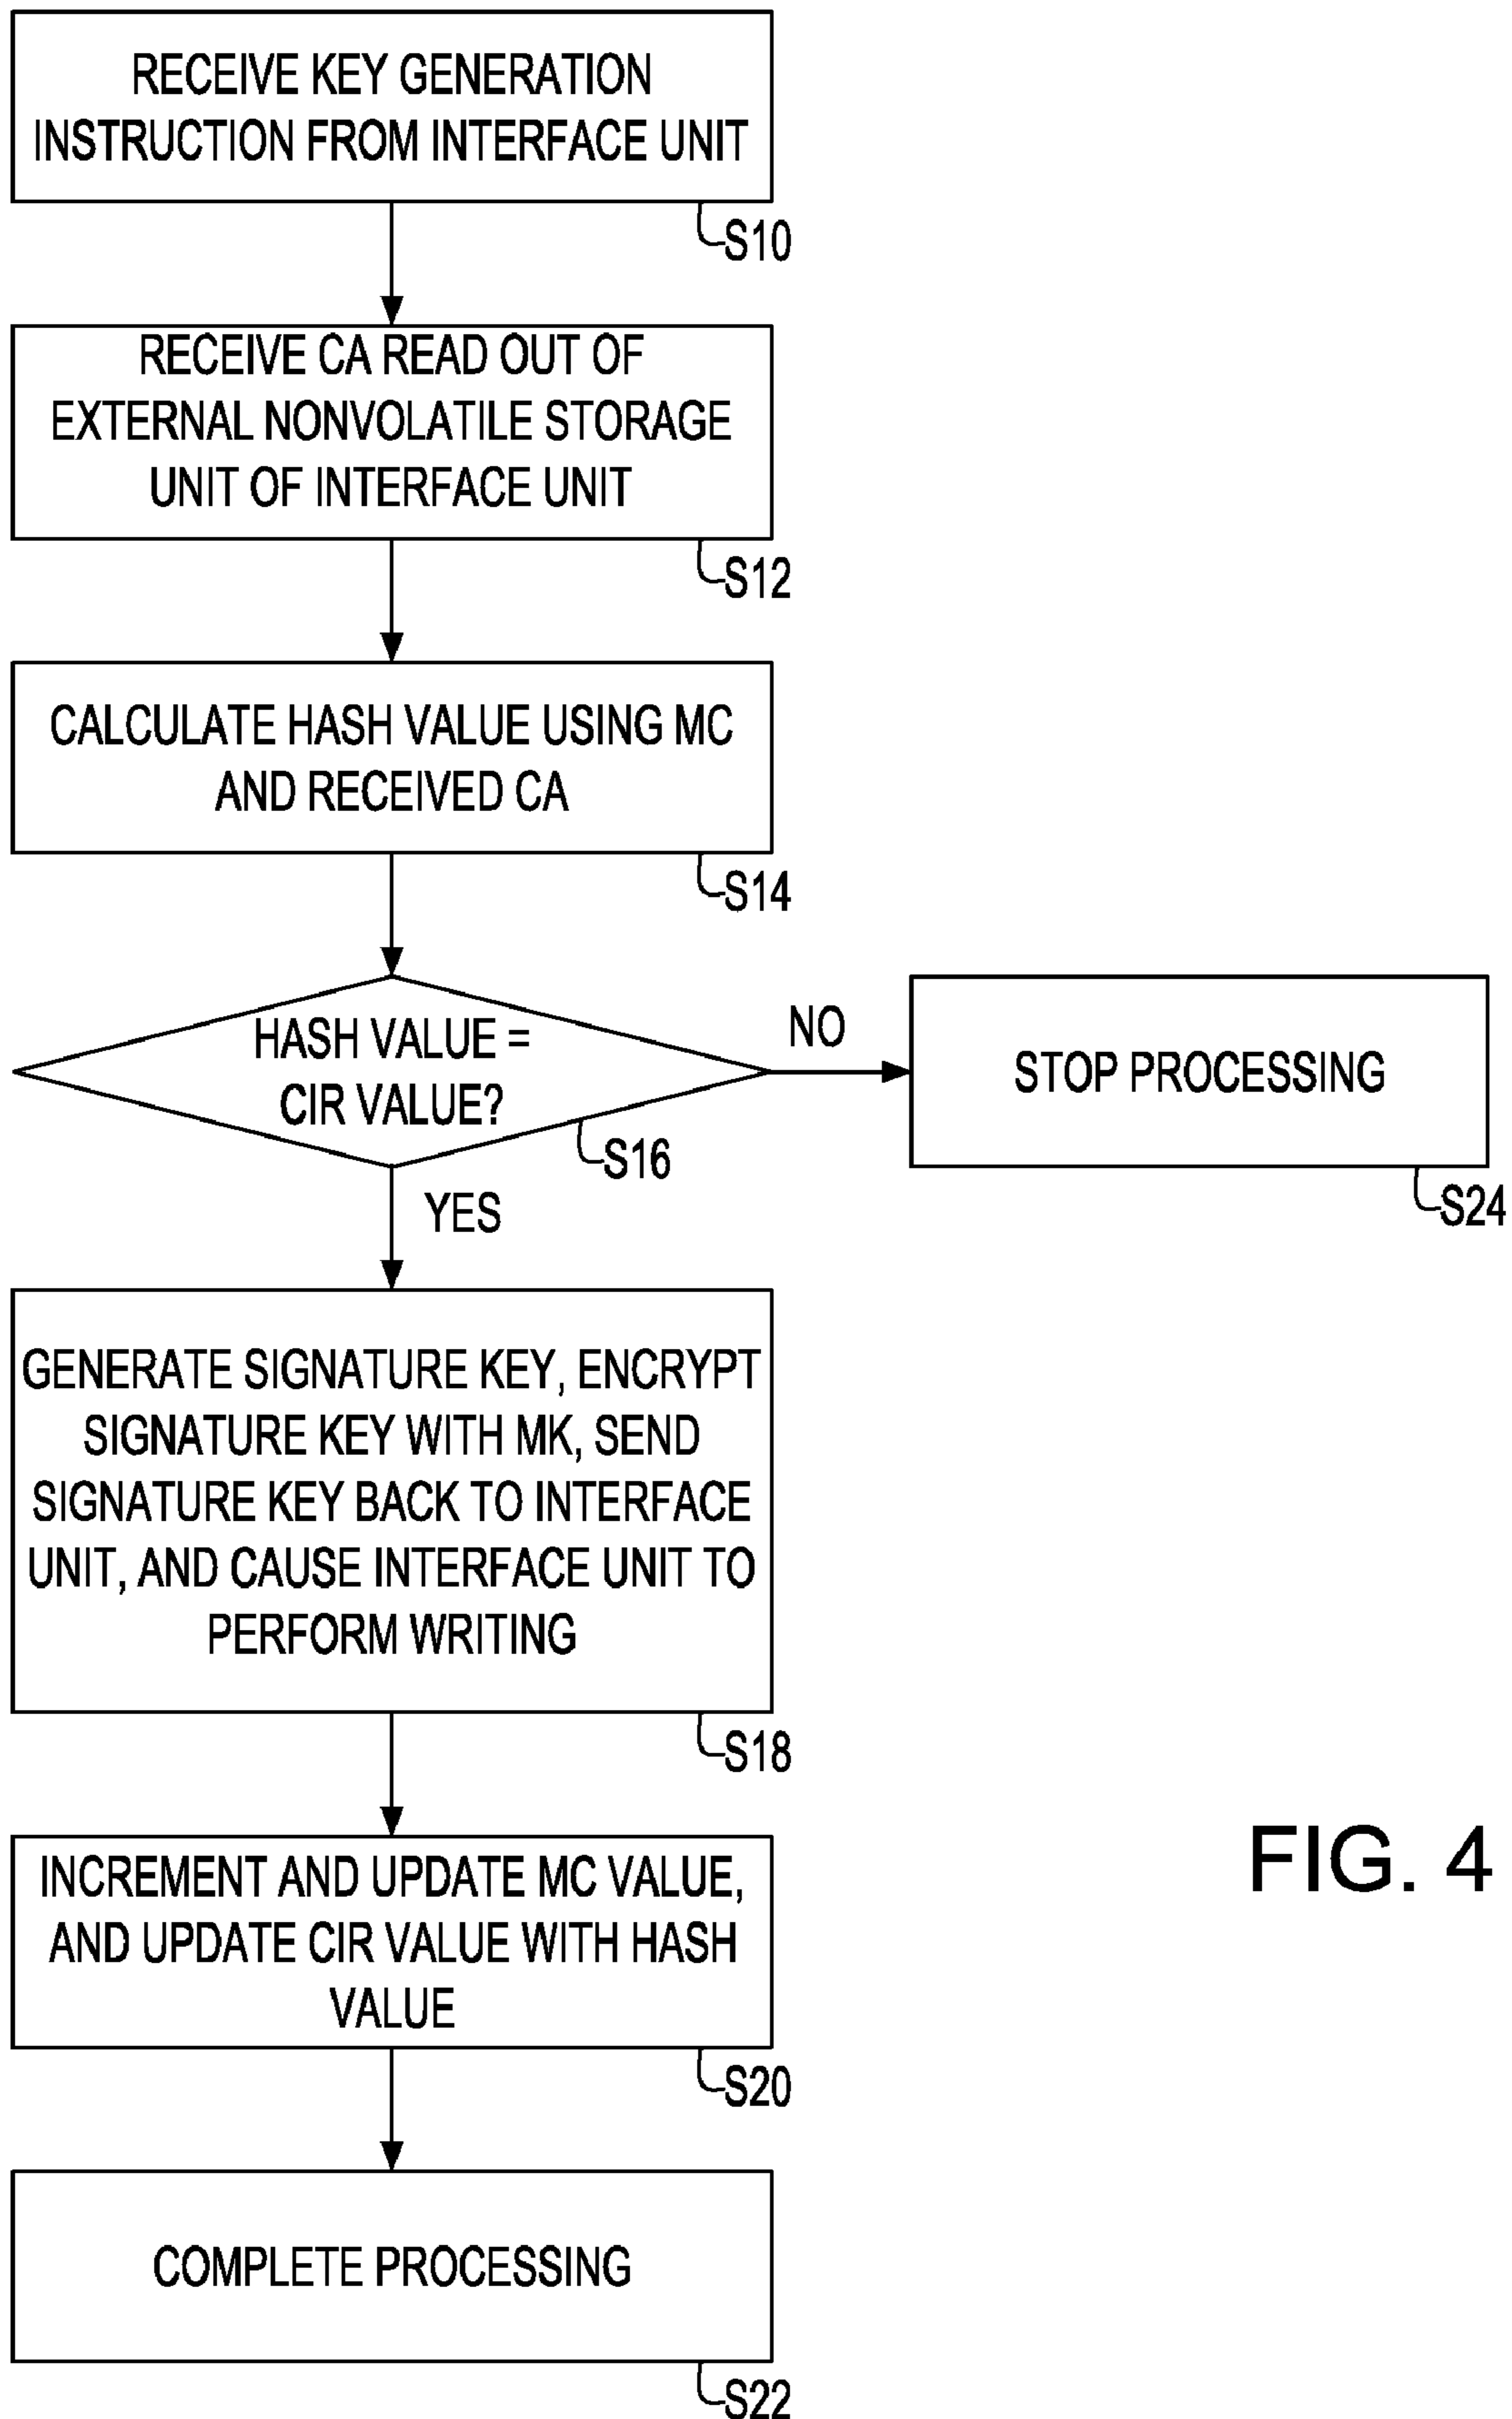 RECEIVE KEY GENERATION
INSTRUCTION FROM INTERFACE UNIT
S10
RECEIVE CA READ OUT OF
EXTERNAL NONVOLATILE STORAGE
UNIT OF INTERFACE UNIT
S12
CALCULATE HASH VALUE USING MC
AND RECEIVED CA
S14
HASH VALUE =
CIR VALUE?
S16
NO
STOP PROCESSING
S24
YES
GENERATE SIGNATURE KEY, ENCRYPT
SIGNATURE KEY WITH MK, SEND
SIGNATURE KEY BACK TO INTERFACE
UNIT, AND CAUSE INTERFACE UNIT TO
PERFORM WRITING
S18
INCREMENT AND UPDATE MC VALUE,
AND UPDATE CIR VALUE WITH HASH
VALUE
S20
COMPLETE PROCESSING
S22
FIG. 4